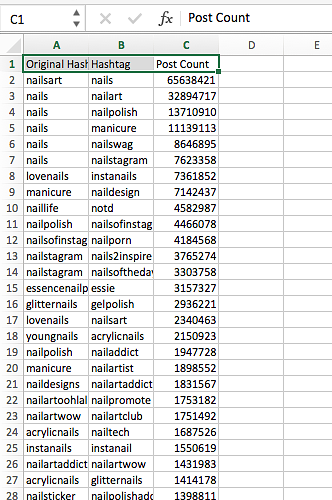 C1 fx Post Count
A B C D E
1 Original Hash Hashtag Post Count
2 nailsart nails 65638421
3 nails nailart 32894717
4 nails nailpolish 13710910
5 nails manicure 11139113
6 nails nailswag 8646895
7 nails nailstagram 7623358
8 lovenails instanails 7361852
9 manicure naildesign 7142437
10 naillife notd 4582987
11 nailpolish nailsofinstag 4466078
12 nailsofinstag nailporn 4184568
13 nailstagram nails2inspire 3765274
14 nailstagram nailsoftheday 3303758
15 essencenailp essie 3157327
16 glitternails gelpolish 2936221
17 lovenails nailsart 2340463
18 youngnails acrylicnails 2150923
19 nailpolish nailaddict 1947728
20 manicure nailartist 1898552
21 naildesigns nailartaddict 1831567
22 nailartoohlal nailpromote 1753182
23 nailartwow nailartclub 1751492
24 acrylicnails nailtech 1687526
25 instanails instanail 1550619
26 nailartaddict nailartwow 1431983
27 acrylicnails glitternails 1414178
28 nailsticker nailpolishadd 1398811